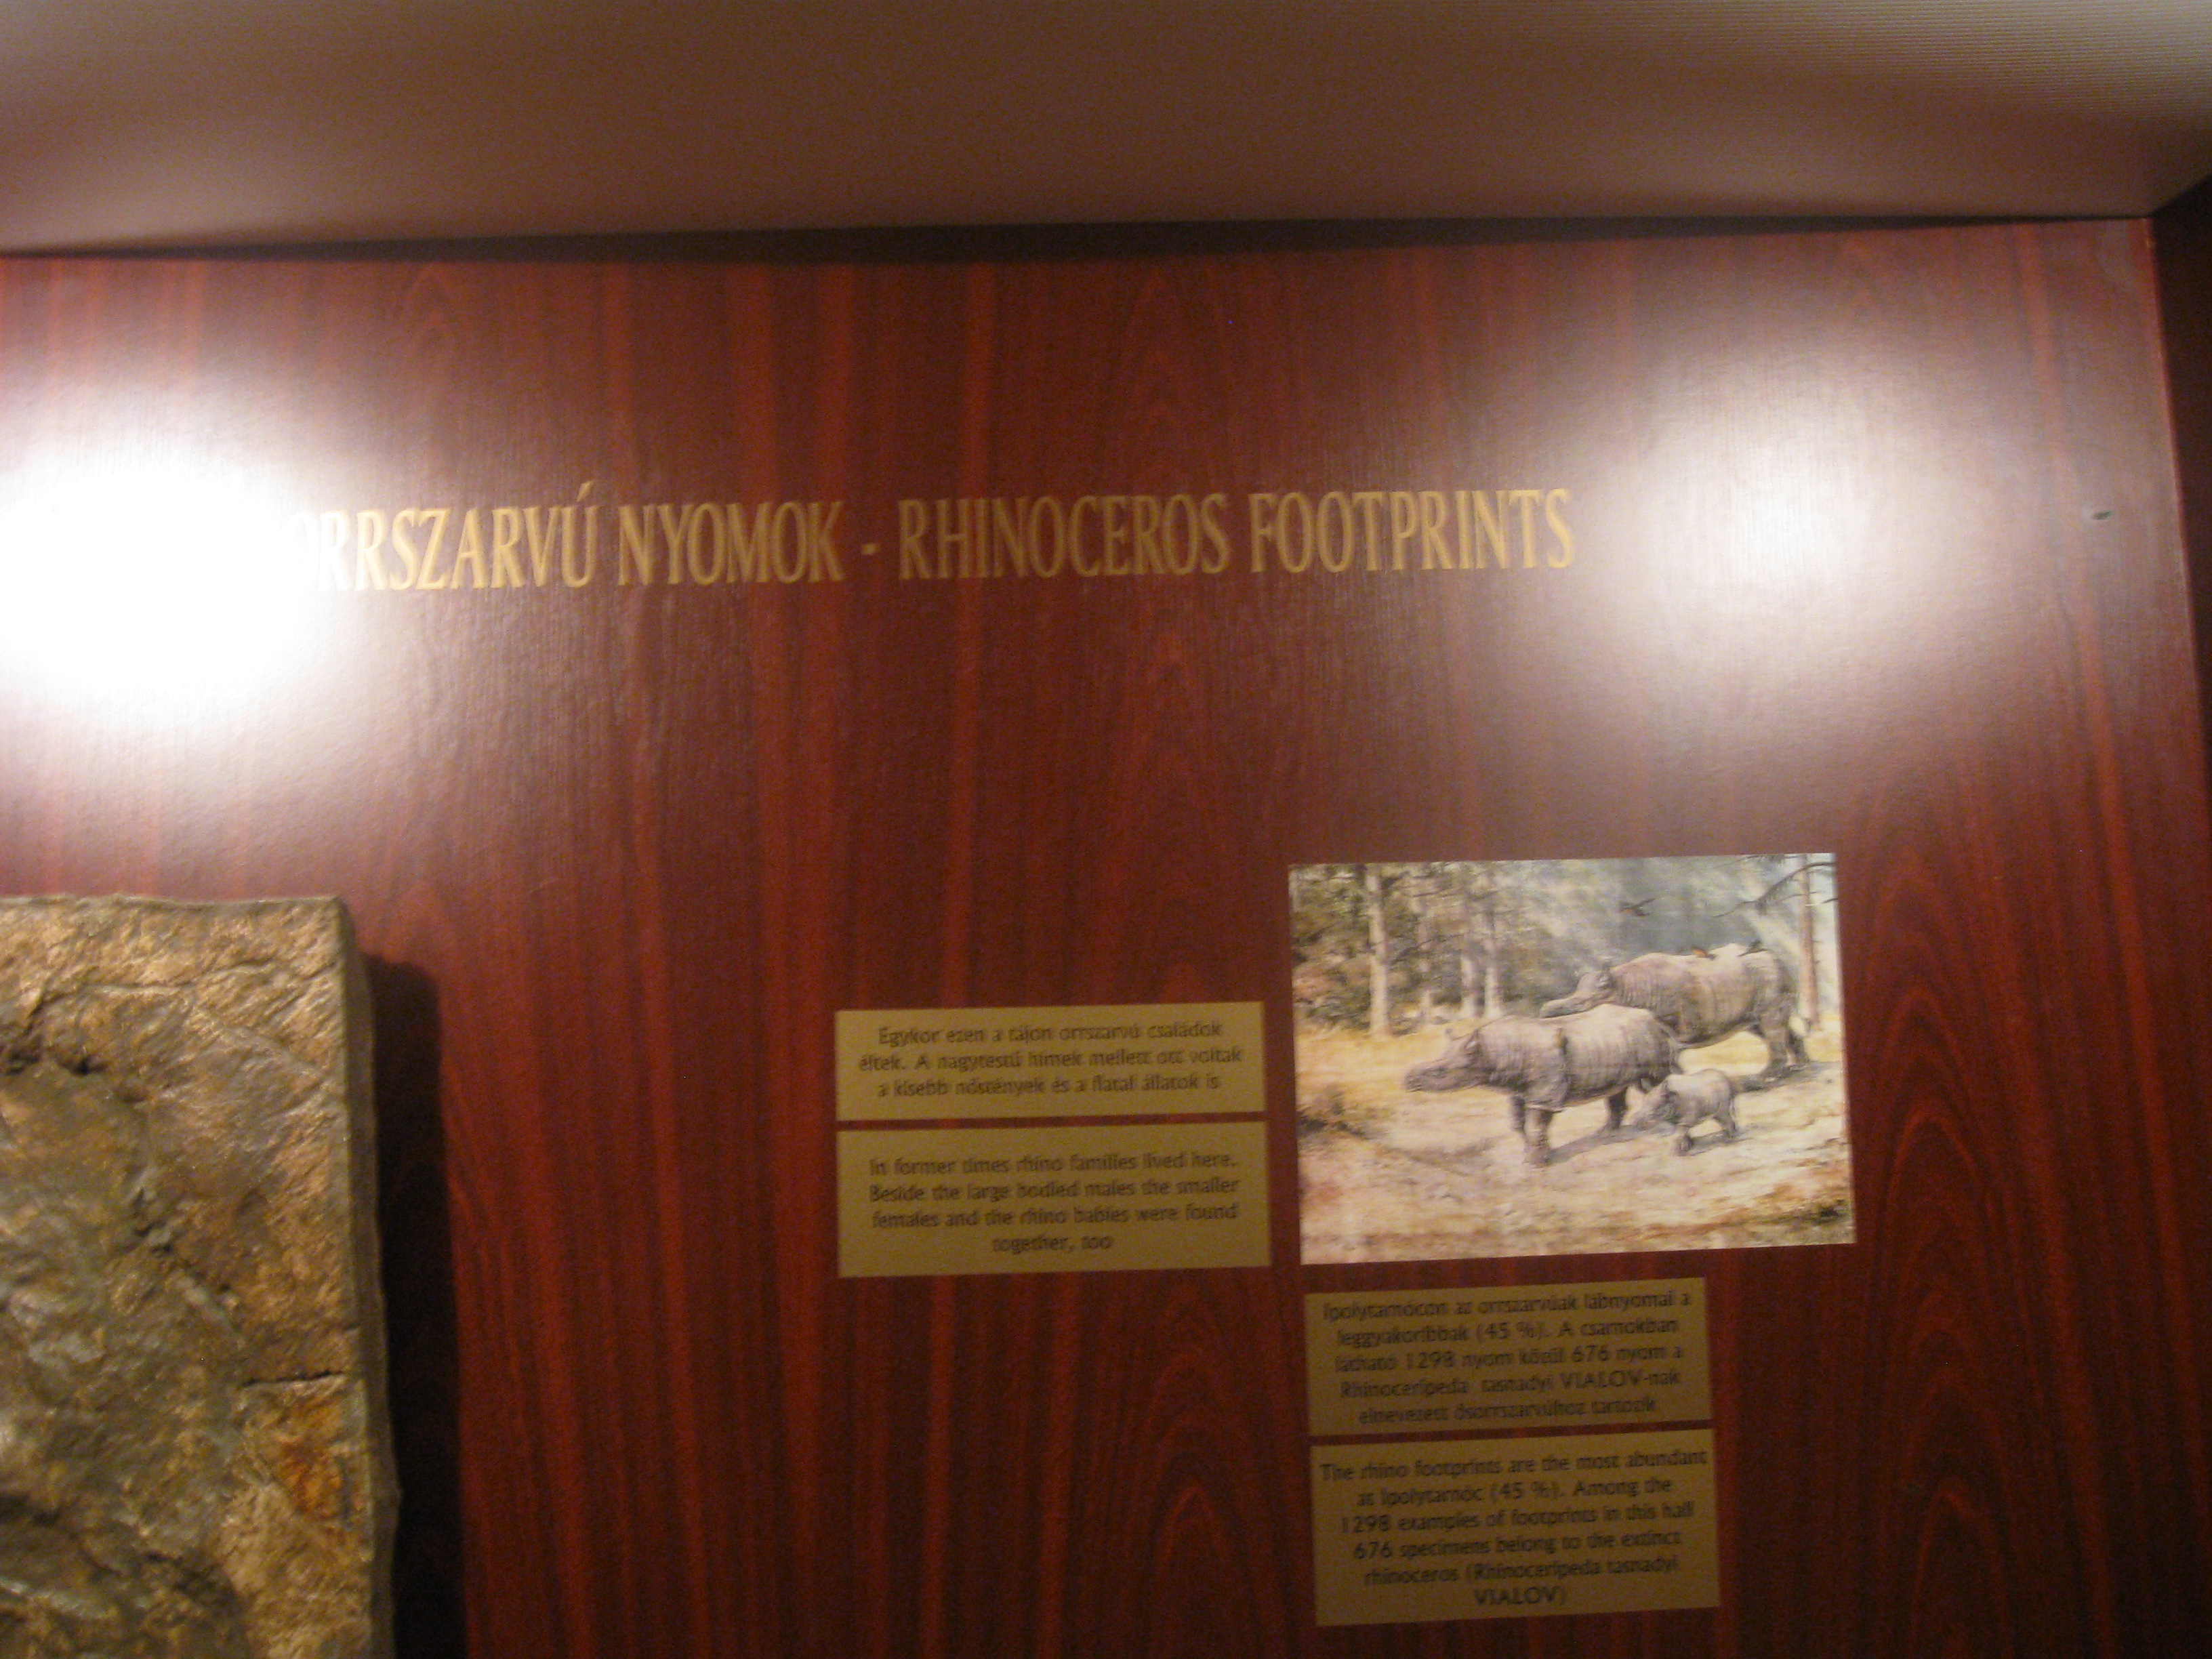 ORRSZARVÚ NYOMOK - RHINOCEROS FOOTPRINTS
Egykor ezen a tájon orrszarvú családok
éltek. A nagytestű hímek mellett ott voltak
a kisebb nőstények és a fiatal állatok is
In former times rhino families lived here.
Beside the large bodied males the smaller
females and the rhino babies were found
together, too
Ipolytarnócon az orrszarvúak lábnyomai a
leggyakoribbak (45 %). A csarnokban
látható 1298 nyom közül 676 nyom a
Rhinoceripeda tasnadyi VIALOV-nak
elnevezett ősorrszarvúhoz tartozik
The rhino footprints are the most abundant
at Ipolytarnóc (45 %). Among the
1298 examples of footprints in this hall
676 specimens belong to the extinct
rhinoceros (Rhinoceripeda tasnadyi
VIALOV)